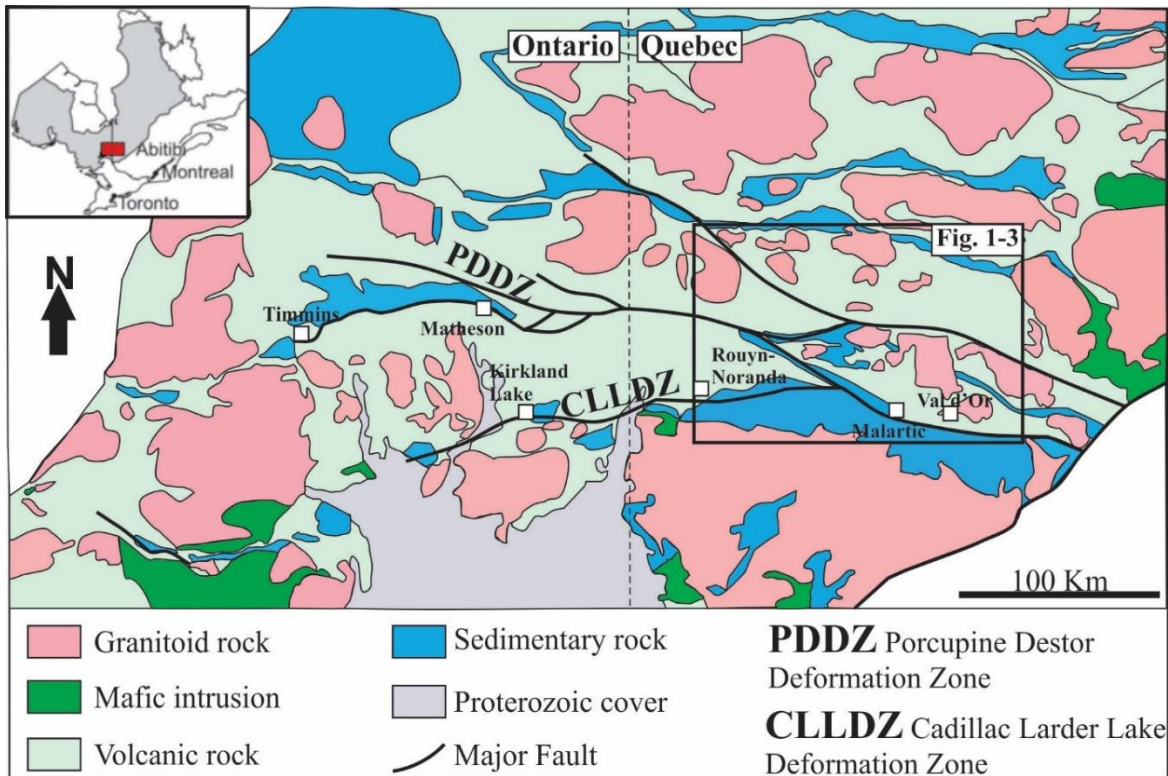 Ontario
Quebec
Abitibi
Montreal
Toronto
Fig. 1-3
N
PDDZ
Timmins
Matheson
Kirkland
Lake
CLLDZ
Rouyn-
Noranda
Val d'Or
Malartic
100 Km
Granitoid rock
Mafic intrusion
Volcanic rock
Sedimentary rock
Proterozoic cover
Major Fault
PDDZ Porcupine Destor
Deformation Zone
CLLDZ Cadillac Larder Lake
Deformation Zone